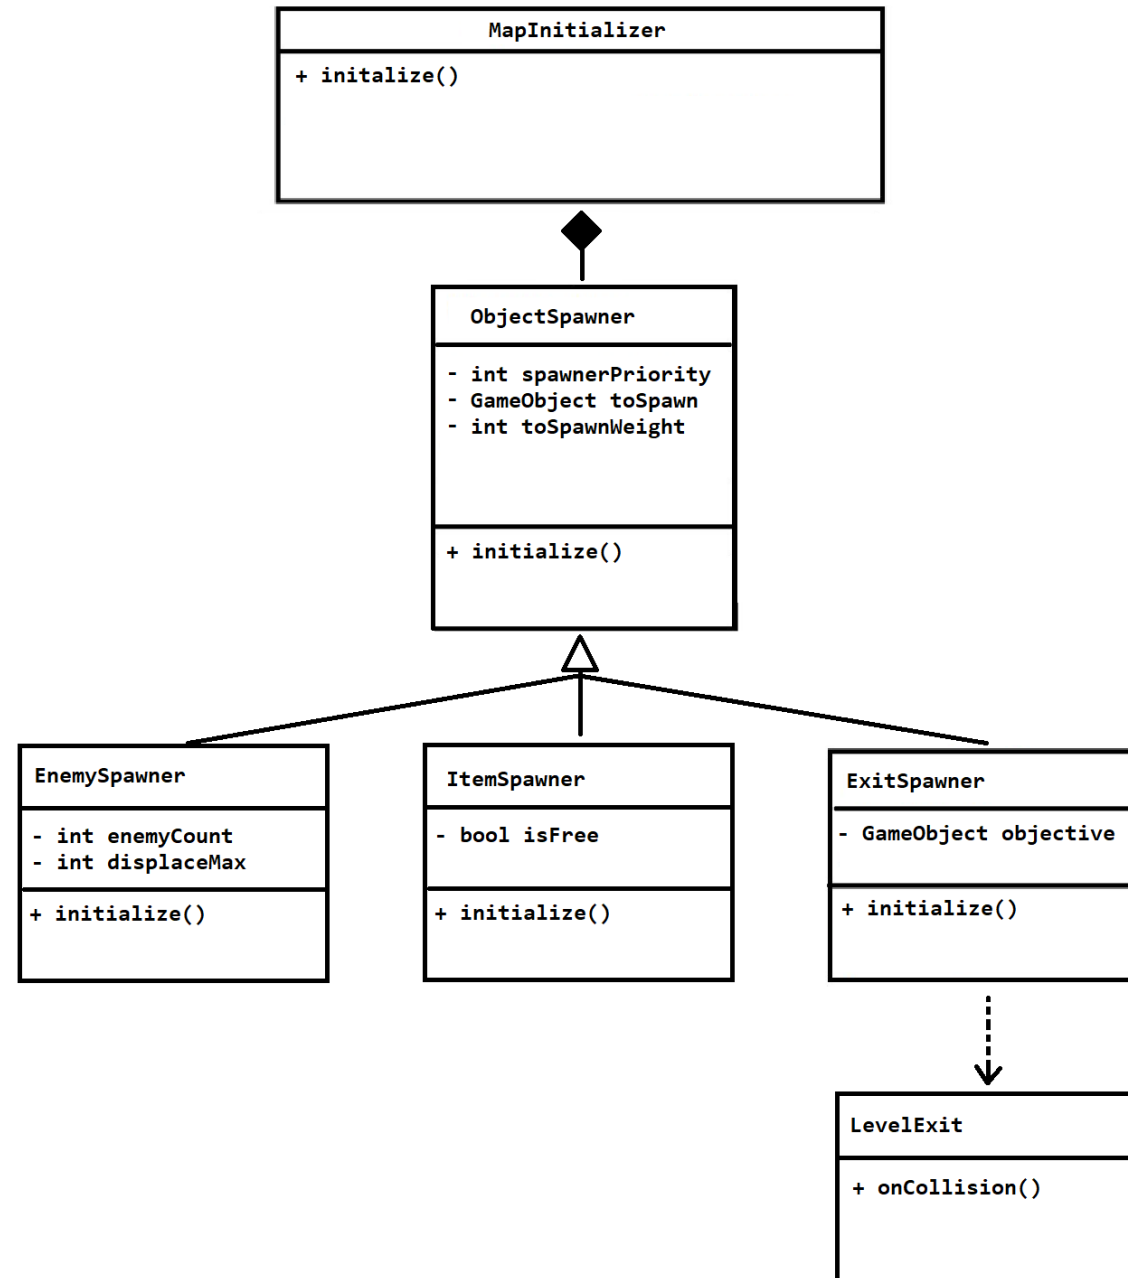 MapInitializer
+ initalize()
ObjectSpawner
- int spawnerPriority
- GameObject toSpawn
- int toSpawnWeight
+ initialize()
EnemySpawner
- int enemyCount
- int displaceMax
+ initialize()
ItemSpawner
- bool isFree
+ initialize()
ExitSpawner
- GameObject objective
+ initialize()
LevelExit
+ onCollision()